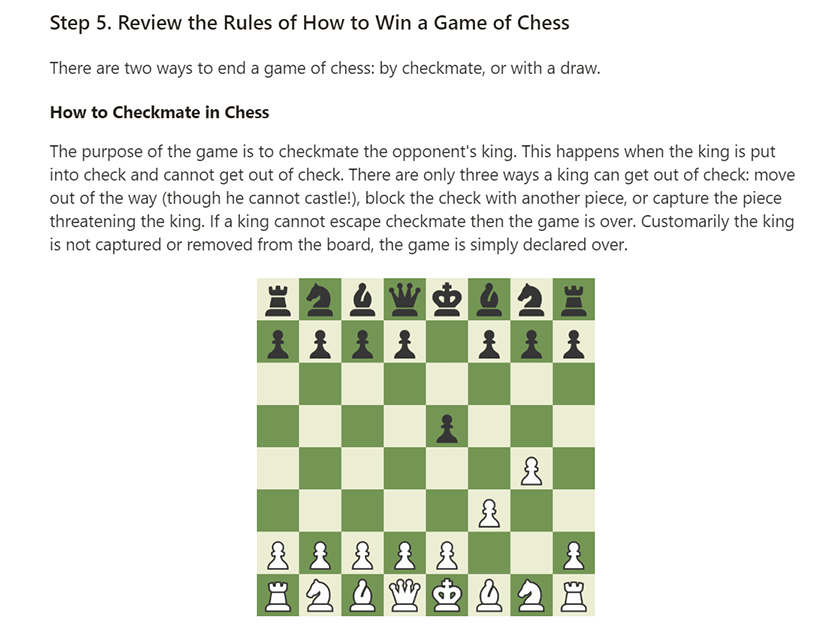 Step 5. Review the Rules of How to Win a Game of Chess
There are two ways to end a game of chess: by checkmate, or with a draw.
How to Checkmate in Chess
The purpose of the game is to checkmate the opponent's king. This happens when the king is put
into check and cannot get out of check. There are only three ways a king can get out of check: move
out of the way (though he cannot castle!), block the check with another piece, or capture the piece
threatening the king. If a king cannot escape checkmate then the game is over. Customarily the king
is not captured or removed from the board, the game is simply declared over.